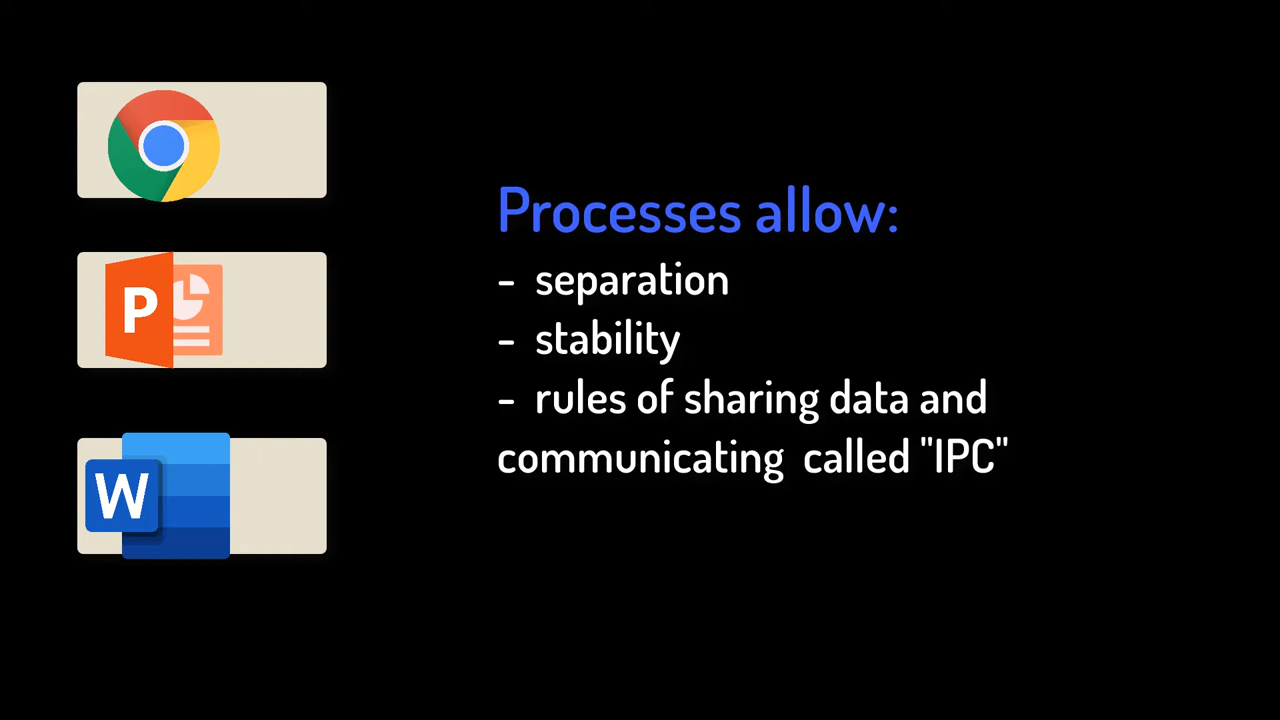 P
W
Processes allow:
- separation
- stability
- rules of sharing data and
communicating called "IPC"